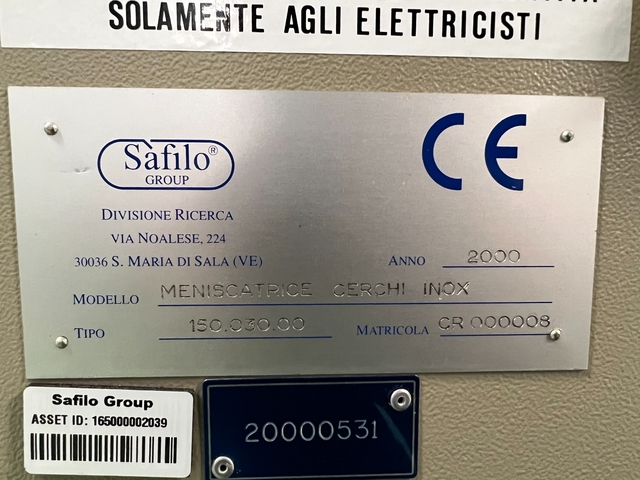 SOLAMENTE AGLI ELETTRICISTI
Sàfilo®
GROUP
CE
DIVISIONE RICERCA
VIA NOALESE, 224
30036 S. MARIA DI SALA (VE)
ANNO 2000
MODELLO MENISCATRICE CERCHI INOX
TIPO 150.030.00 MATRICOLA CR 000008
Safilo Group
ASSET ID: 165000002039
20000531